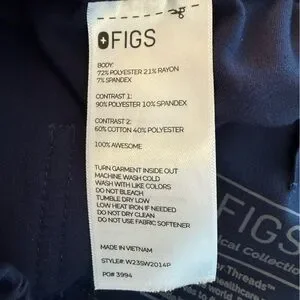 FIGS
BODY:
72% POLYESTER 21% RAYON
7% SPANDEX
CONTRAST 1:
90% POLYESTER 10% SPANDEX
CONTRAST 2:
60% COTTON 40% POLYESTER
100% AWESOME
TURN GARMENT INSIDE OUT
MACHINE WASH COLD
WASH WITH LIKE COLORS
DO NOT BLEACH
TUMBLE DRY LOW
LOW HEAT IRON IF NEEDED
DO NOT DRY CLEAN
DO NOT USE FABRIC SOFTENER
MADE IN VIETNAM
STYLE#: W23SW2014P
PO# 3994
FIGS
Threads™